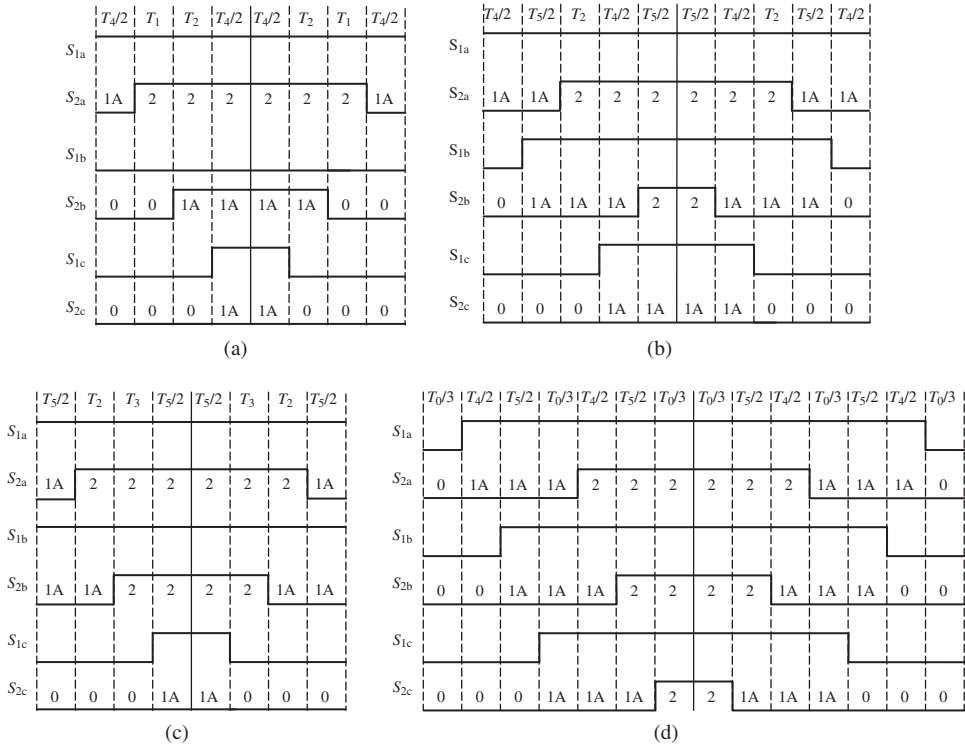 T4/2 T1 T2 T4/2 T4/2 T2 T1 T4/2
S1a
S2a 1A 2 2 2 2 2 2 1A
S1b
S2b 0 0 1A 1A 1A 1A 0 0
S1c
S2c 0 0 0 1A 1A 0 0 0
(a)
T4/2 T5/2 T2 T4/2 T5/2 T5/2 T4/2 T2 T5/2 T4/2
S1a
S2a 1A 1A 2 2 2 2 2 2 1A 1A
S1b
S2b 0 1A 1A 1A 2 2 1A 1A 1A 0
S1c
S2c 0 0 0 1A 1A 1A 1A 0 0 0
(b)
T5/2 T2 T3 T5/2 T5/2 T3 T2 T5/2
S1a
S2a 1A 2 2 2 2 2 2 1A
S1b
S2b 1A 1A 2 2 2 2 1A 1A
S1c
S2c 0 0 0 1A 1A 0 0 0
(c)
T0/3 T4/2 T5/2 T0/3 T4/2 T5/2 T0/3 T0/3 T5/2 T4/2 T0/3 T5/2 T4/2 T0/3
S1a
S2a 0 1A 1A 1A 2 2 2 2 2 2 1A 1A 1A 0
S1b
S2b 0 0 1A 1A 1A 2 2 2 2 1A 1A 1A 0 0
S1c
S2c 0 0 0 1A 1A 1A 2 2 1A 1A 1A 0 0 0
(d)